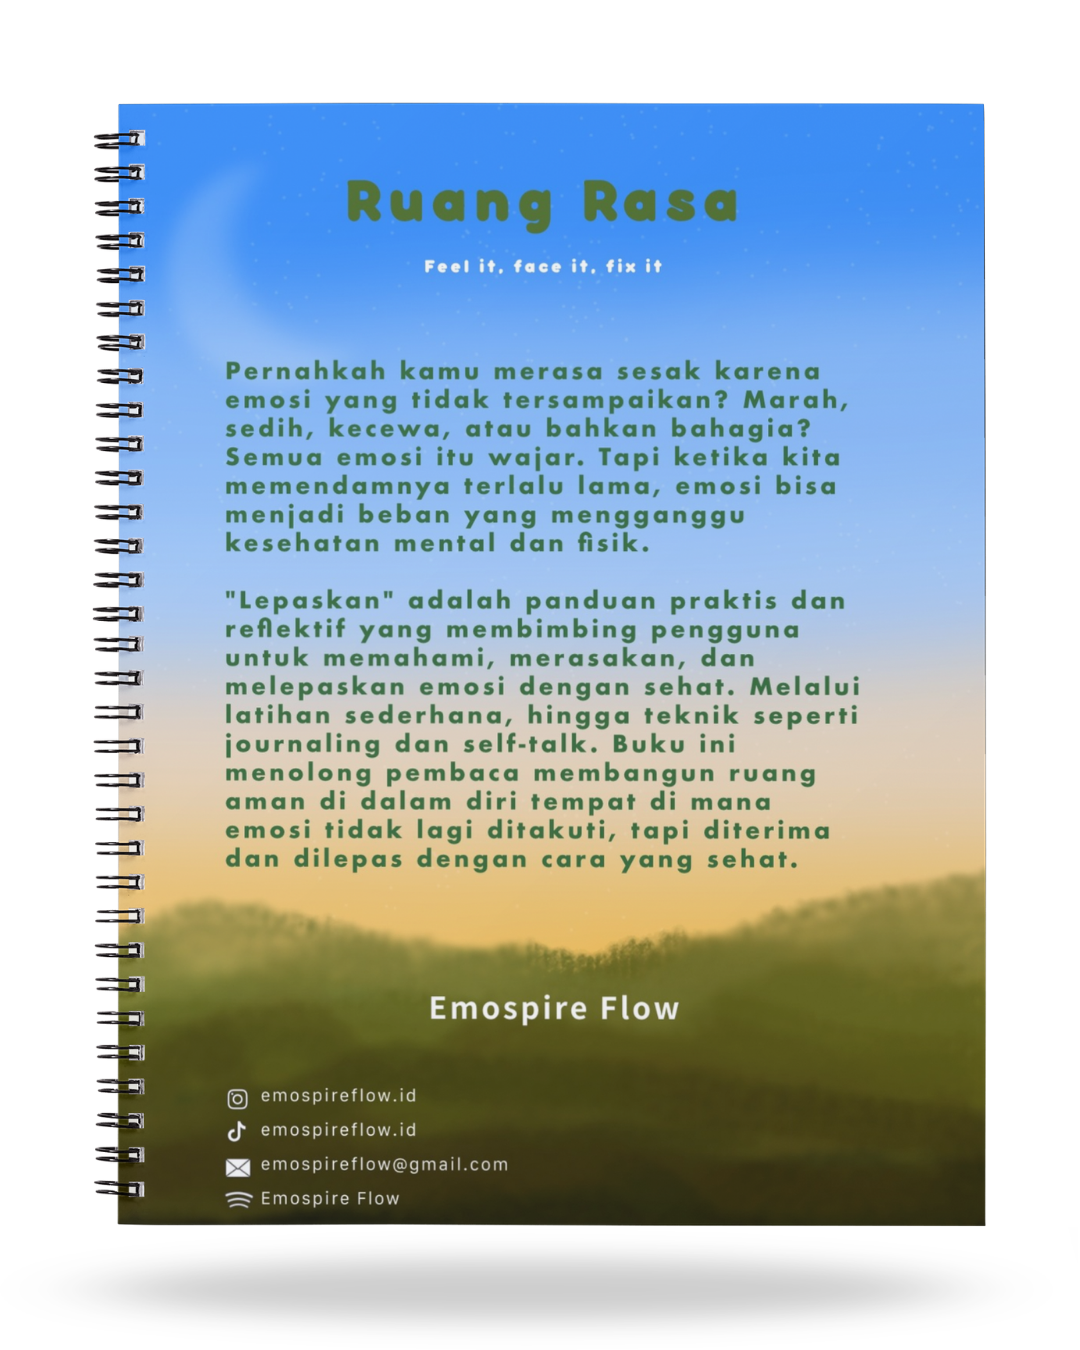 Ruang Rasa
Feel it, face it, fix it
Pernahkah kamu merasa sesak karena
emosi yang tidak tersampaikan? Marah,
sedih, kecewa, atau bahkan bahagia?
Semua emosi itu wajar. Tapi ketika kita
memendamnya terlalu lama, emosi bisa
menjadi beban yang mengganggu
kesehatan mental dan fisik.
"Lepaskan" adalah panduan praktis dan
reflektif yang membimbing pengguna
untuk memahami, merasakan, dan
melepaskan emosi dengan sehat. Melalui
latihan sederhana, hingga teknik seperti
journaling dan self-talk. Buku ini
menolong pembaca membangun ruang
aman di dalam diri tempat di mana
emosi tidak lagi ditakuti, tapi diterima
dan dilepas dengan cara yang sehat.
Emospire Flow
emospireflow.id
emospireflow.id
emospireflow@gmail.com
Emospire Flow